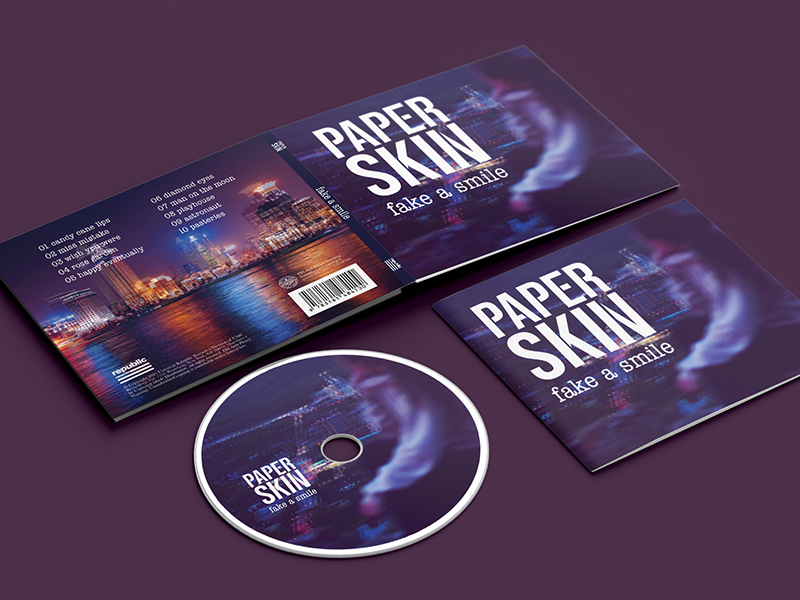 01 candy cane lips
02 miss mistake
03 wish you were
04 rose garden
05 happy eventually
06 diamond eyes
07 man on the moon
08 playhouse
09 astronaut
10 pasteries
republic
fake a smile
PAPER
SKIN
fake a smile
PAPER
SKIN
fake a smile
PAPER
SKIN
fake a smile